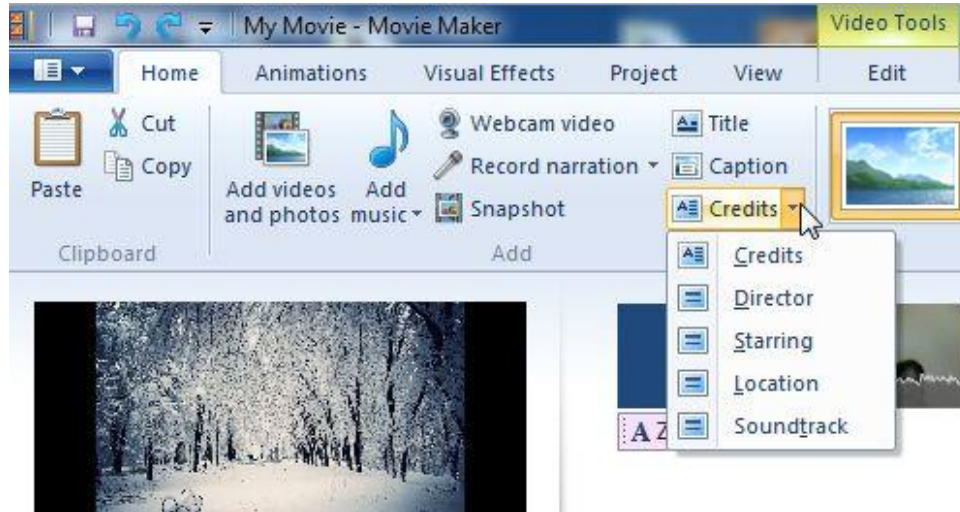 My Movie - Movie Maker
Video Tools
Home Animations Visual Effects Project View Edit
Paste
Cut
Copy
Clipboard
Add videos
and photos
Add
music
Webcam video
Record narration
Snapshot
Add
Title
Caption
Credits
Credits
Director
Starring
Location
Soundtrack
A Z